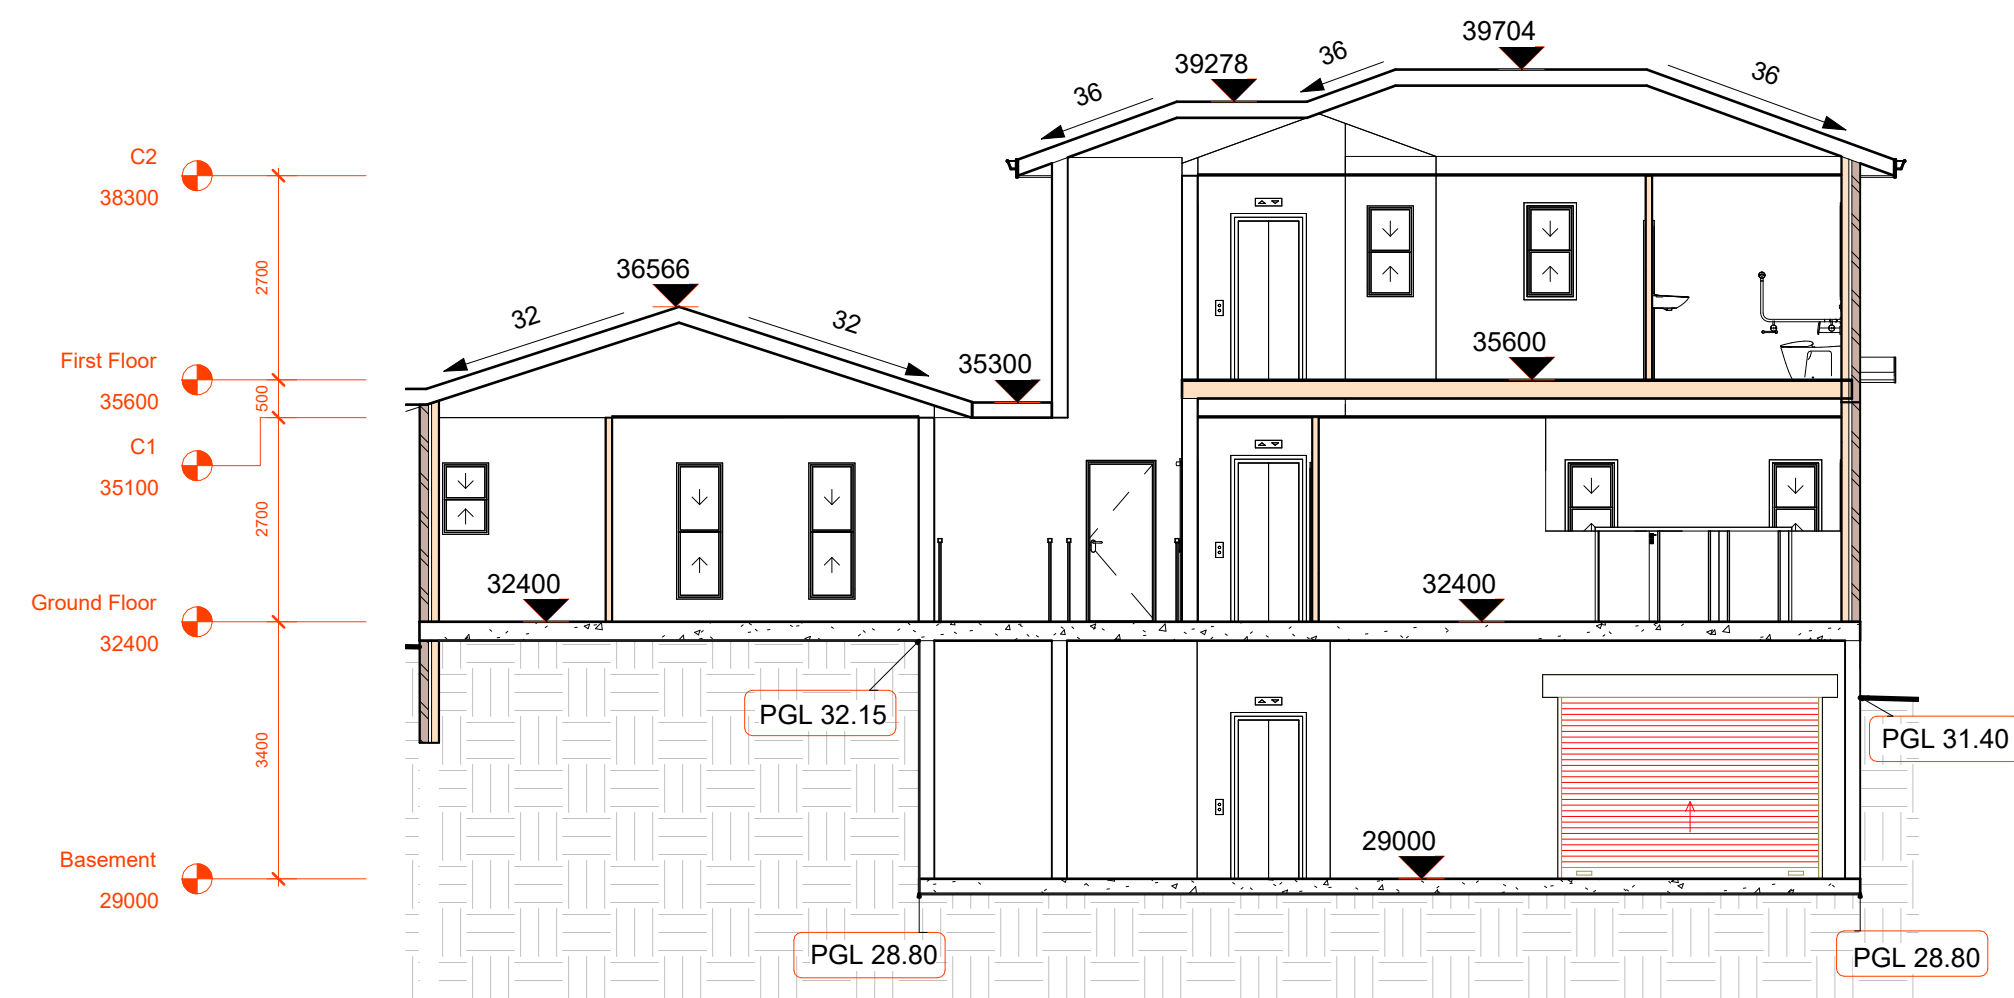 39704
36
39278
36
36
C2
38300
2700
36566
32
32
First Floor
35600
500
35300
35600
C1
35100
2700
32400
32400
Ground Floor
32400
PGL 32.15
PGL 31.40
3400
29000
Basement
29000
PGL 28.80
PGL 28.80